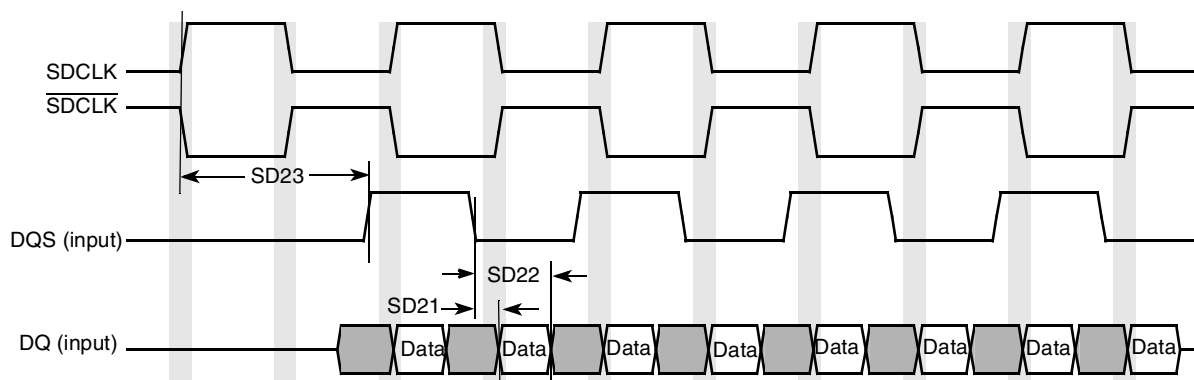 SDCLK
SDCLK
SD23
DQS (input)
SD22
SD21
DQ (input)
Data
Data
Data
Data
Data
Data
Data
Data